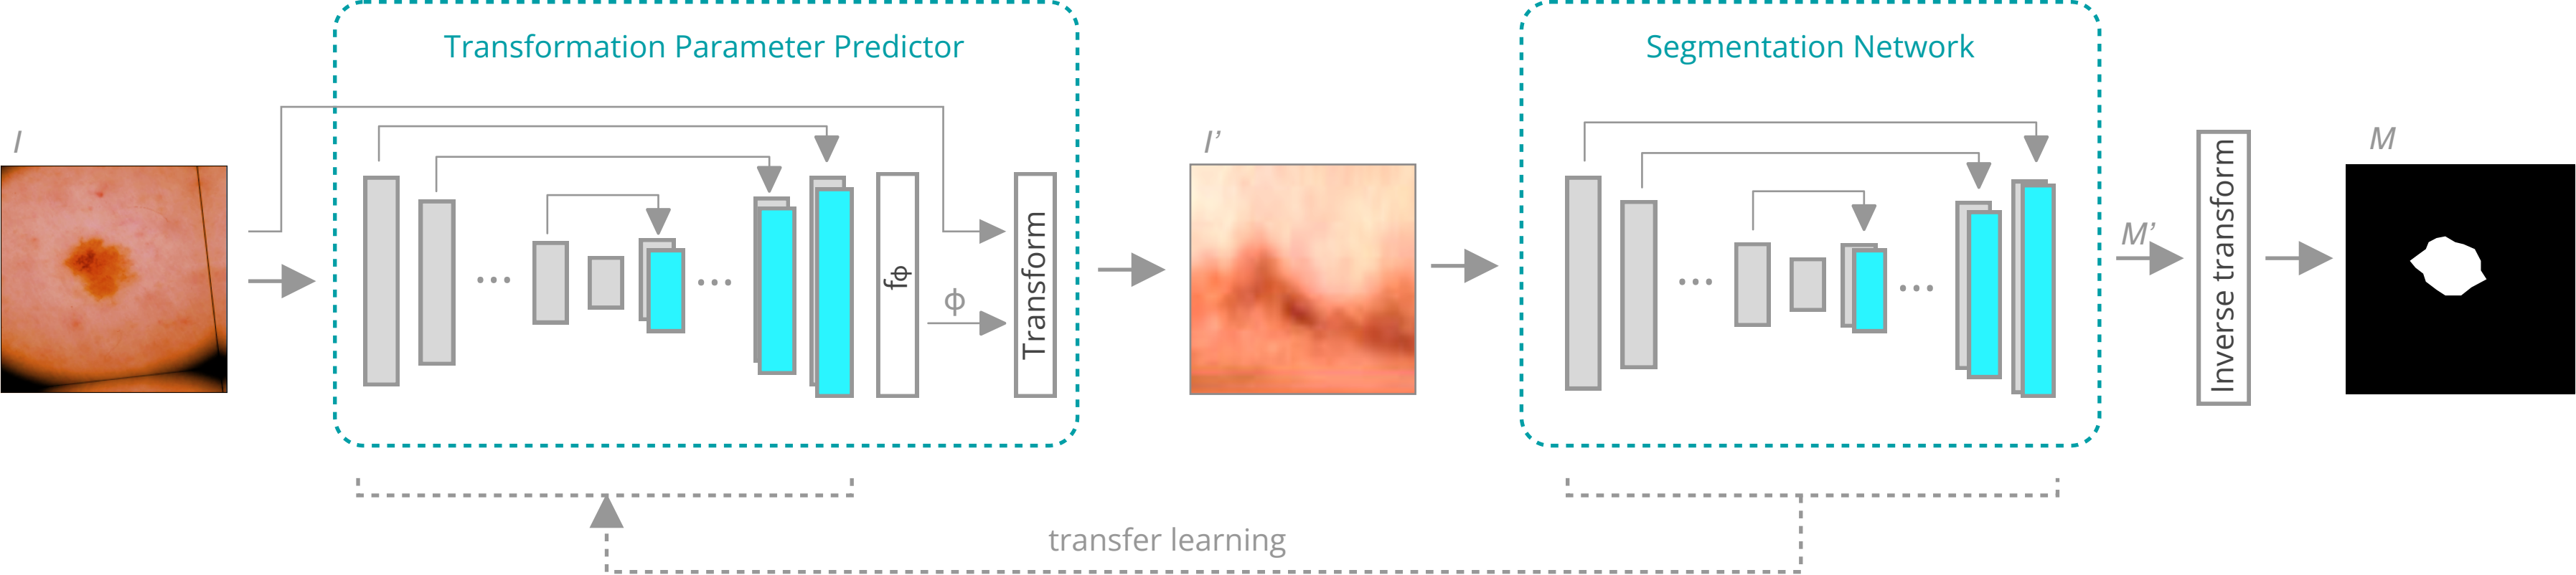 Transformation Parameter Predictor
Segmentation Network
I
I’
M
M’
...
...
...
...
fϕ
ϕ
Transform
Inverse transform
transfer learning